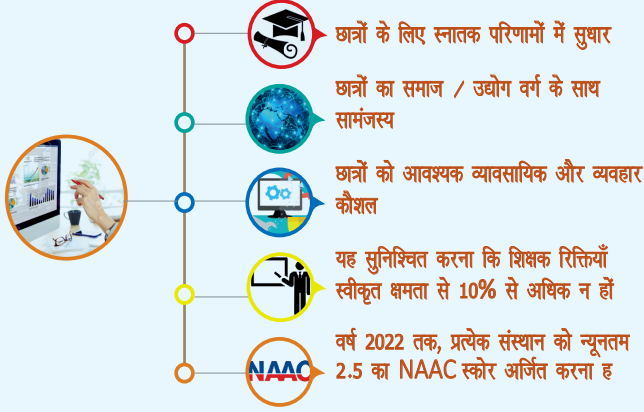 छात्रों के लिए स्नातक परिणामों में सुधार
छात्रों का समाज / उद्योग वर्ग के साथ
सामंजस्य
छात्रों को आवश्यक व्यावसायिक और व्यवहार
कौशल
यह सुनिश्चित करना कि शिक्षक रिक्तियाँ
स्वीकृत क्षमता से 10% से अधिक न हों
NAAC
वर्ष 2022 तक, प्रत्येक संस्थान को न्यूनतम
2.5 का NAAC स्कोर अर्जित करना ह